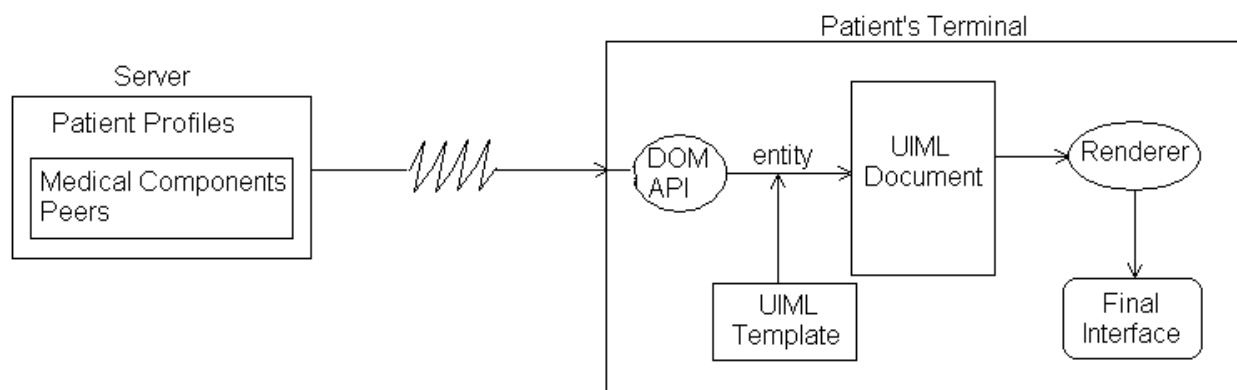 Patient's Terminal
Server
Patient Profiles
Medical Components
Peers
DOM
API
entity
UIML
Document
Renderer
UIML
Template
Final
Interface